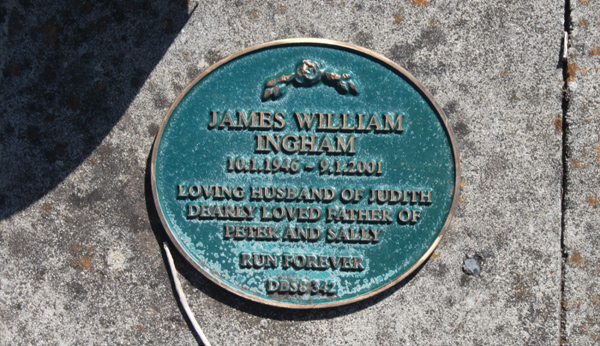 JAMES WILLIAM
INGHAM
10.1.1946 ~ 9.1.2001
LOVING HUSBAND OF JUDITH
DEARLY LOVED FATHER OF
PETER AND SALLY
RUN FOREVER